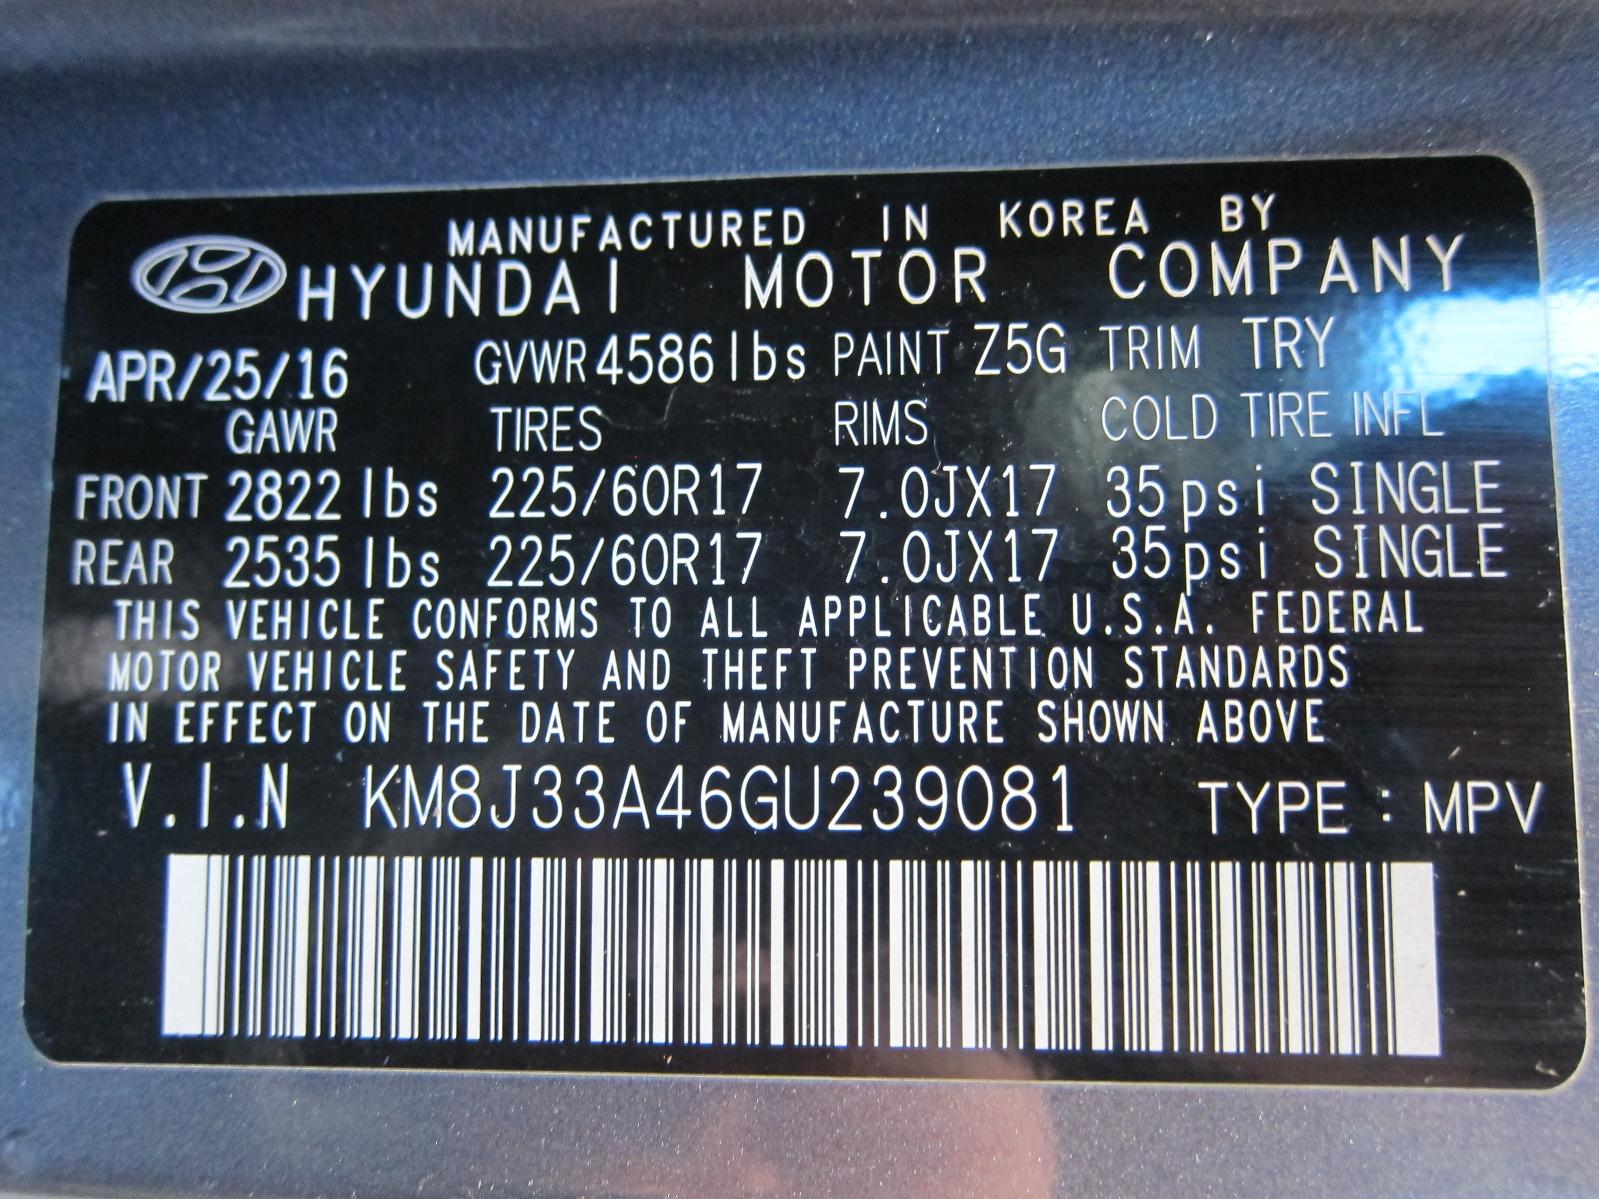 MANUFACTURED IN KOREA BY
HYUNDAI MOTOR COMPANY
APR/25/16 GVWR 4586 lbs PAINT Z5G TRIM TRY
GAWR TIRES RIMS COLD TIRE INFL
FRONT 2822 lbs 225/60R17 7.0JX17 35psi SINGLE
REAR 2535 lbs 225/60R17 7.0JX17 35psi SINGLE
THIS VEHICLE CONFORMS TO ALL APPLICABLE U.S.A. FEDERAL
MOTOR VEHICLE SAFETY AND THEFT PREVENTION STANDARDS
IN EFFECT ON THE DATE OF MANUFACTURE SHOWN ABOVE
V.I.N KM8J33A46GU239081 TYPE : MPV